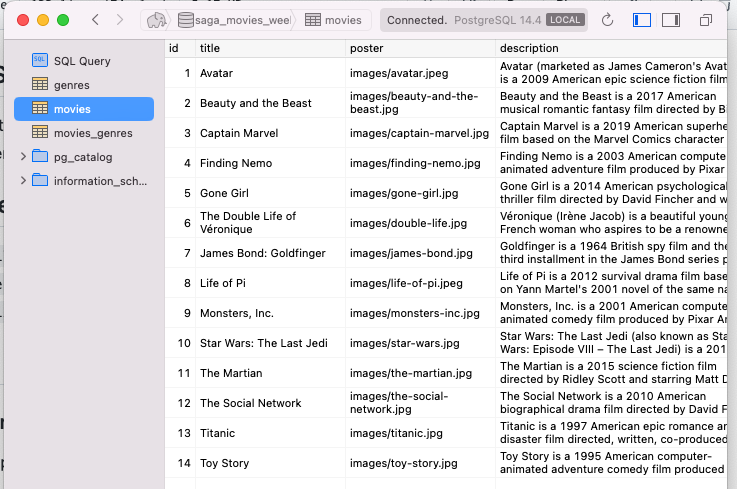 saga_movies_weel movies Connected. PostgreSQL 14.4 LOCAL
SQL Query
genres
movies
movies_genres
pg_catalog
information_sch...
id title poster description
1 Avatar images/avatar.jpeg Avatar (marketed as James Cameron's Avat
is a 2009 American epic science fiction film
2 Beauty and the Beast images/beauty-and-the- Beauty and the Beast is a 2017 American
beast.jpg musical romantic fantasy film directed by B
3 Captain Marvel images/captain-marvel.jpg Captain Marvel is a 2019 American superhe
film based on the Marvel Comics character
4 Finding Nemo images/finding-nemo.jpg Finding Nemo is a 2003 American compute
animated adventure film produced by Pixar
5 Gone Girl images/gone-girl.jpg Gone Girl is a 2014 American psychological
thriller film directed by David Fincher and w
6 The Double Life of images/double-life.jpg Véronique (Irène Jacob) is a beautiful young
Véronique French woman who aspires to be a renowne
7 James Bond: Goldfinger images/james-bond.jpg Goldfinger is a 1964 British spy film and the
third installment in the James Bond series p
8 Life of Pi images/life-of-pi.jpeg Life of Pi is a 2012 survival drama film base
on Yann Martel's 2001 novel of the same na
9 Monsters, Inc. images/monsters-inc.jpg Monsters, Inc. is a 2001 American compute
animated comedy film produced by Pixar An
10 Star Wars: The Last Jedi images/star-wars.jpg Star Wars: The Last Jedi (also known as Sta
Wars: Episode VIII – The Last Jedi) is a 201
11 The Martian images/the-martian.jpg The Martian is a 2015 science fiction film
directed by Ridley Scott and starring Matt D
12 The Social Network images/the-social- The Social Network is a 2010 American
network.jpg biographical drama film directed by David F
13 Titanic images/titanic.jpg Titanic is a 1997 American epic romance an
disaster film directed, written, co-produced
14 Toy Story images/toy-story.jpg Toy Story is a 1995 American computer-
animated adventure comedy film produced